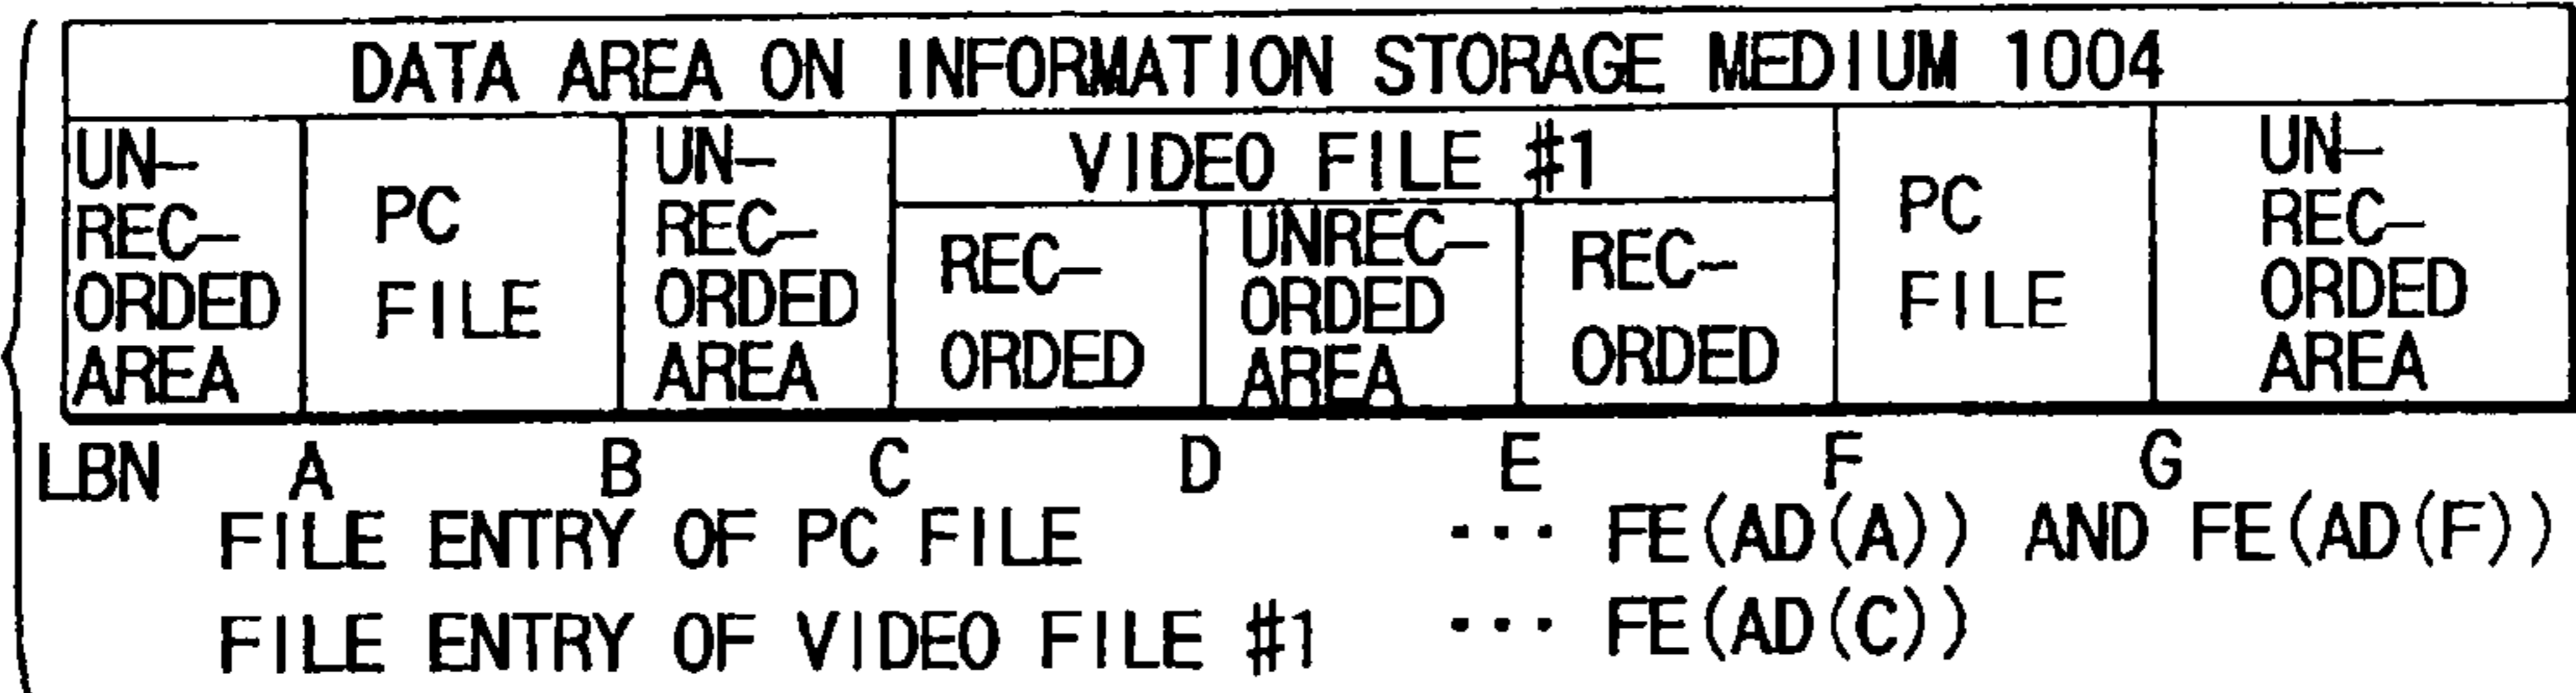 DATA AREA ON INFORMATION STORAGE MEDIUM 1004
UN-
REC-
ORDED
AREA
PC
FILE
UN-
REC-
ORDED
AREA
VIDEO FILE #1
REC-
ORDED
UNREC-
ORDED
AREA
REC-
ORDED
PC
FILE
UN-
REC-
ORDED
AREA
LBN A B C D E F G
FILE ENTRY OF PC FILE ··· FE(AD(A)) AND FE(AD(F))
FILE ENTRY OF VIDEO FILE #1 ··· FE(AD(C))